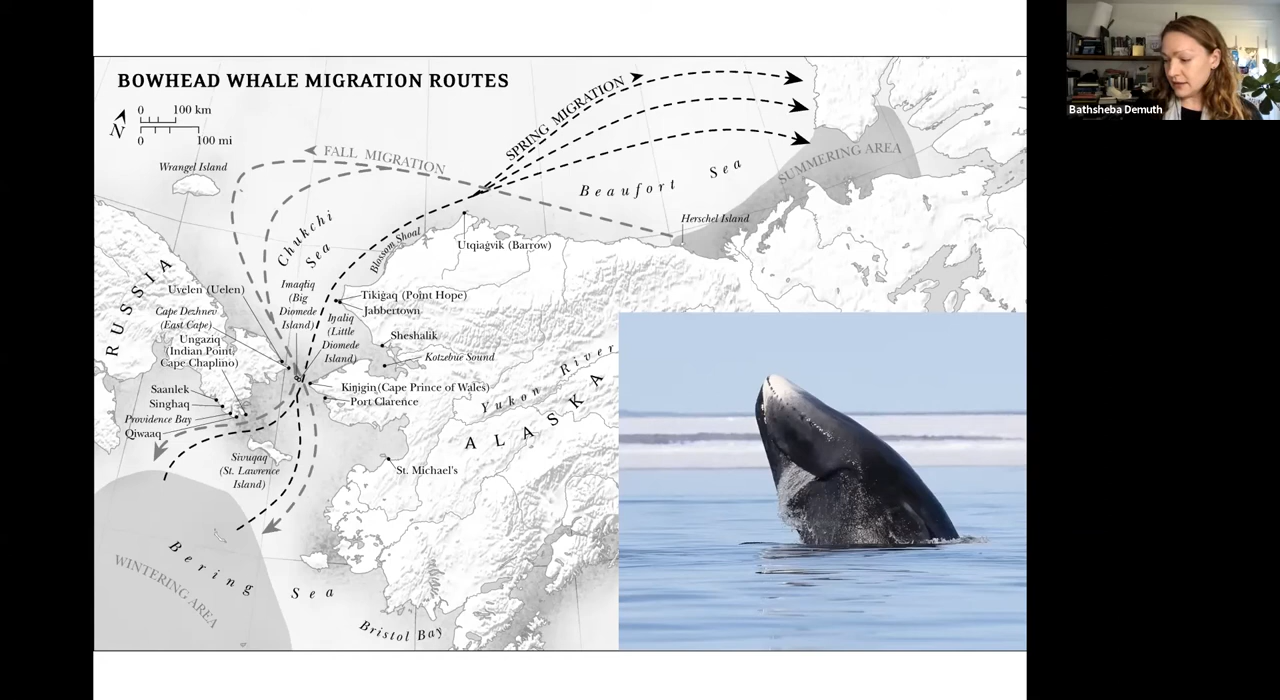 BOWHEAD WHALE MIGRATION ROUTES
0 100 km
N
0 100 mi
Wrangel Island
FALL MIGRATION
SPRING MIGRATION
SUMMERING AREA
Beaufort Sea
Herschel Island
Chukchi
Sea
Blossom Shoal
Utqiaġvik (Barrow)
RUSSIA
Uvelen (Uelen)
Imaqłiq
(Big
Diomede
Island)
Tikiġaq (Point Hope)
Jabbertown
Cape Dezhnev
(East Cape)
Iŋaliq
(Little
Diomede
Island)
Sheshalik
Ungaziq
(Indian Point,
Cape Chaplino)
Kotzebue Sound
Saanlek
Kiŋigin (Cape Prince of Wales)
Singhaq
Port Clarence
Providence Bay
Qiwaaq
Yukon River
ALASKA
Sivuqaq
(St. Lawrence
Island)
St. Michael's
Bering Sea
WINTERING AREA
Bristol Bay
Bathsheba Demuth